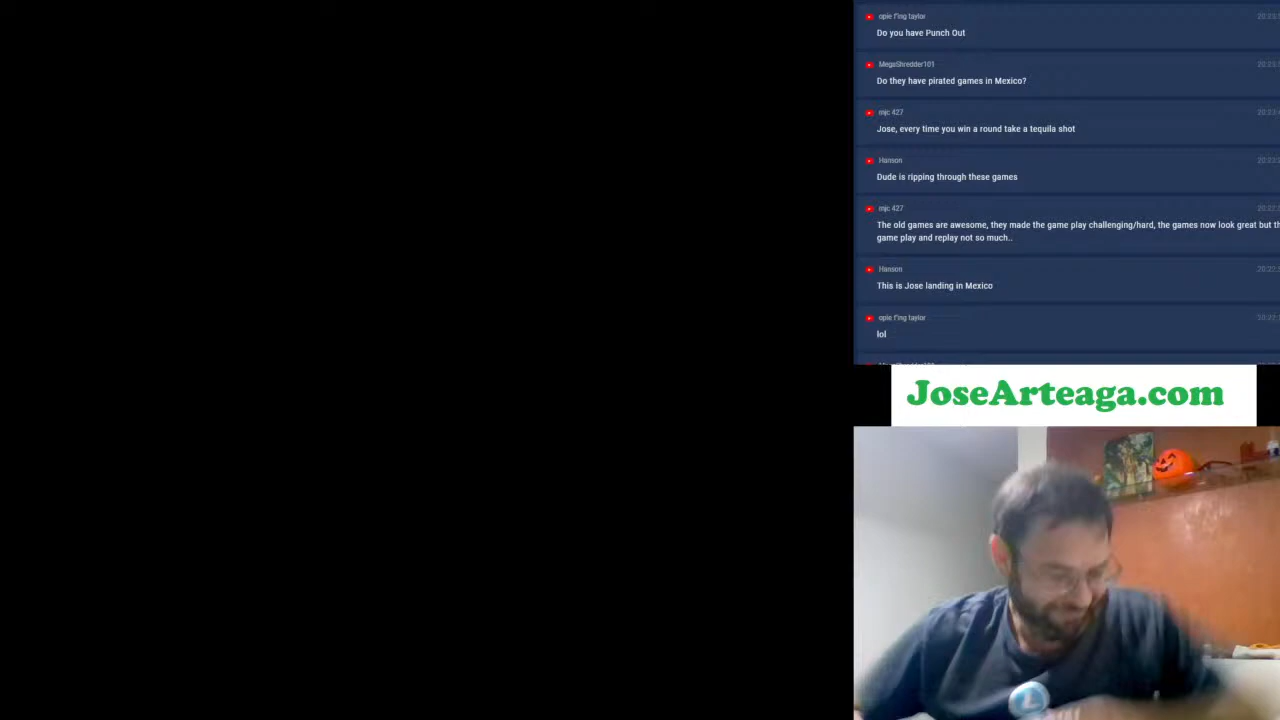 opie f'ing taylor
Do you have Punch Out
MegaShredder101
Do they have pirated games in Mexico?
mjc 427
Jose, every time you win a round take a tequila shot
Hanson
Dude is ripping through these games
mjc 427
The old games are awesome, they made the game play challenging/hard, the games now look great but
game play and replay not so much..
Hanson
This is Jose landing in Mexico
opie f'ing taylor
lol
JoseArteaga.com